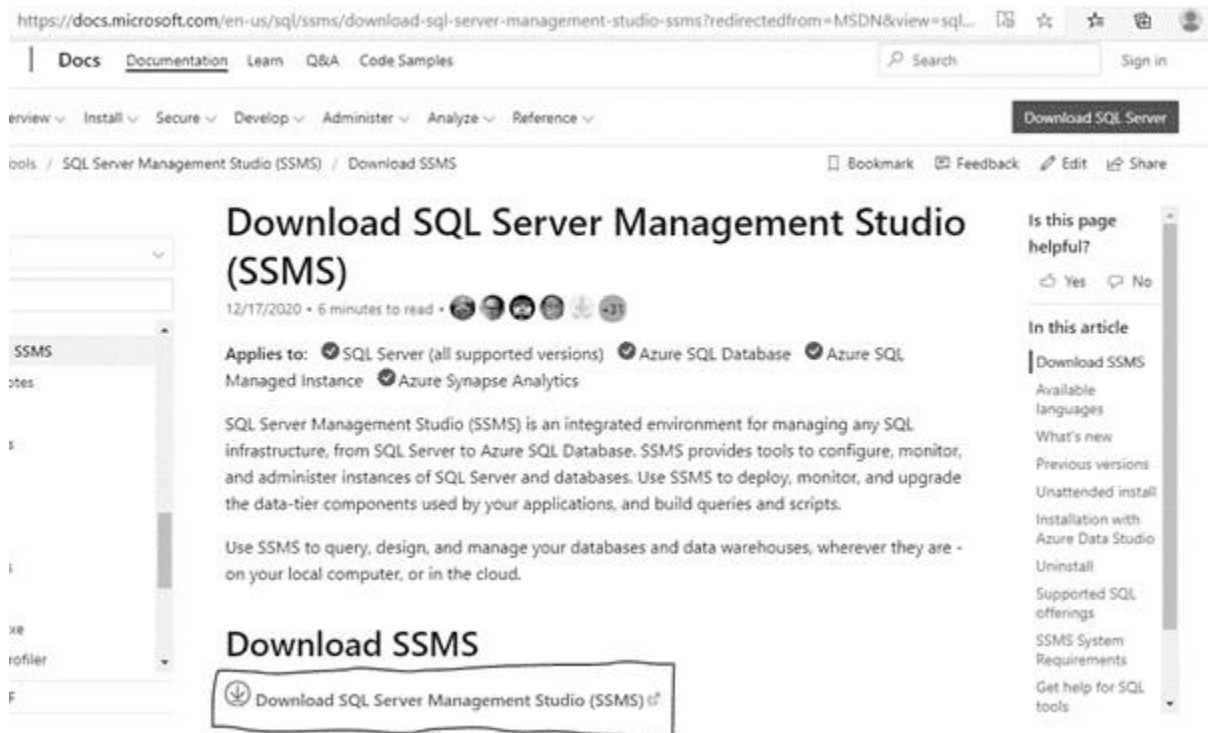 https://docs.microsoft.com/en-us/sql/ssms/download-sql-server-management-studio-ssms?redirectedfrom=MSDN&view=sql...
Docs Documentation Learn Q&A Code Samples Search Sign in
erview Install Secure Develop Administer Analyze Reference Download SQL Server
ools / SQL Server Management Studio (SSMS) / Download SSMS Bookmark Feedback Edit Share
Download SQL Server Management Studio
(SSMS)
12/17/2020 • 6 minutes to read • +31
Applies to: SQL Server (all supported versions) Azure SQL Database Azure SQL
Managed Instance Azure Synapse Analytics
SQL Server Management Studio (SSMS) is an integrated environment for managing any SQL
infrastructure, from SQL Server to Azure SQL Database. SSMS provides tools to configure, monitor,
and administer instances of SQL Server and databases. Use SSMS to deploy, monitor, and upgrade
the data-tier components used by your applications, and build queries and scripts.
Use SSMS to query, design, and manage your databases and data warehouses, wherever they are -
on your local computer, or in the cloud.
Download SSMS
Download SQL Server Management Studio (SSMS)
SSMS
otes
s
xe
rofiler
Is this page
helpful?
Yes No
In this article
Download SSMS
Available
languages
What's new
Previous versions
Unattended install
Installation with
Azure Data Studio
Uninstall
Supported SQL
offerings
SSMS System
Requirements
Get help for SQL
tools